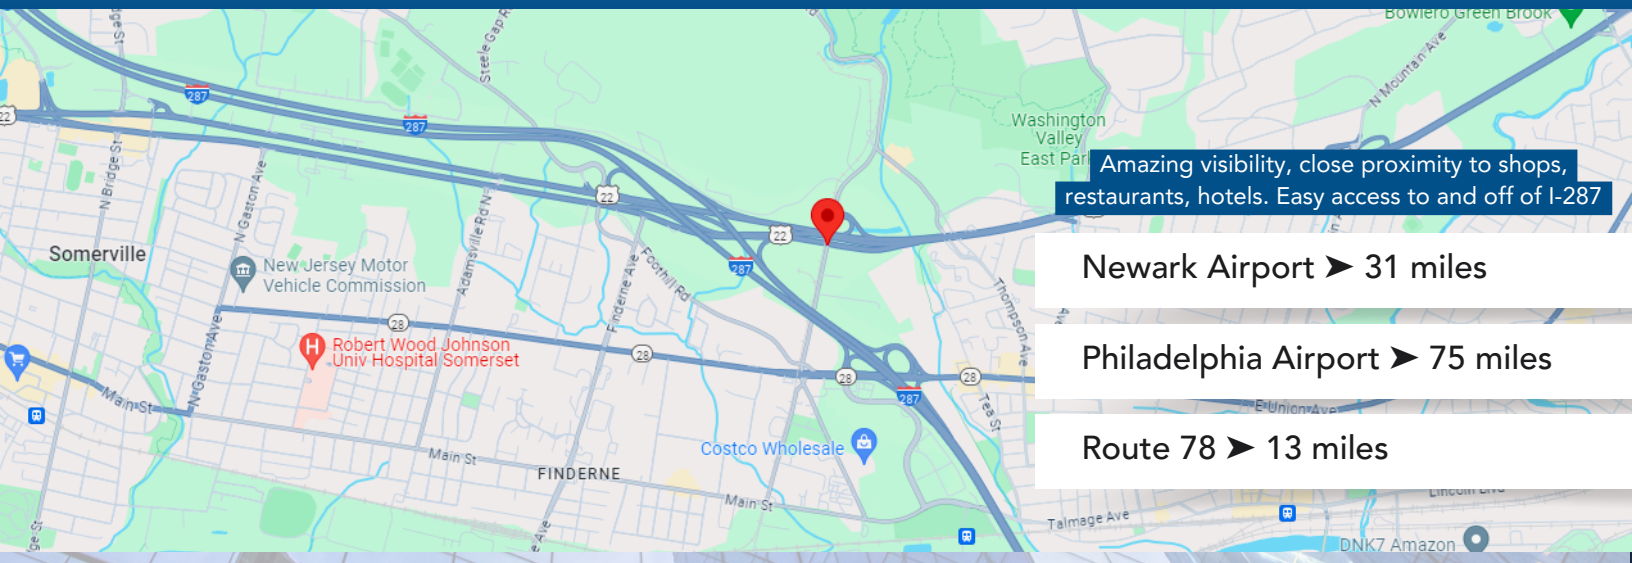 Bowlero Green Brook
N Mountain Ave
Steele Gap R
287
22
287
N Bridge St
N Gaston Ave
Adamsville Rd N
22
Washington
Valley
East Park
Amazing visibility, close proximity to shops,
restaurants, hotels. Easy access to and off of I-287
22
287
Somerville
New Jersey Motor
Vehicle Commission
Finderne Ave
Foothill Rd
Thompson Ave
Newark Airport ➤ 31 miles
28
28
28
28
287
Robert Wood Johnson
Univ Hospital Somerset
N Gaston Ave
Philadelphia Airport ➤ 75 miles
Main St
Tea St
E Union Ave
Route 78 ➤ 13 miles
Costco Wholesale
Main St
FINDERNE
Main St
Lincoln Blvd
Talmage Ave
DNK7 Amazon
e Ave
ge St